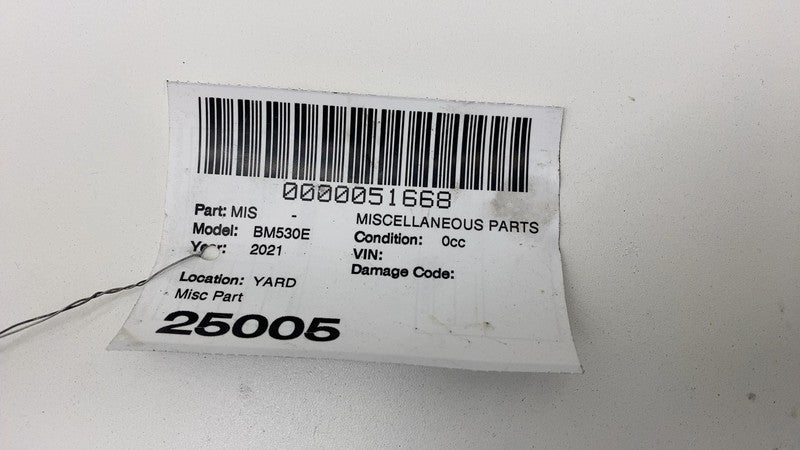 0000051668
Part: MIS - MISCELLANEOUS PARTS
Model: BM530E Condition: 0cc
Year: 2021 VIN:
Damage Code:
Location: YARD
Misc Part
25005